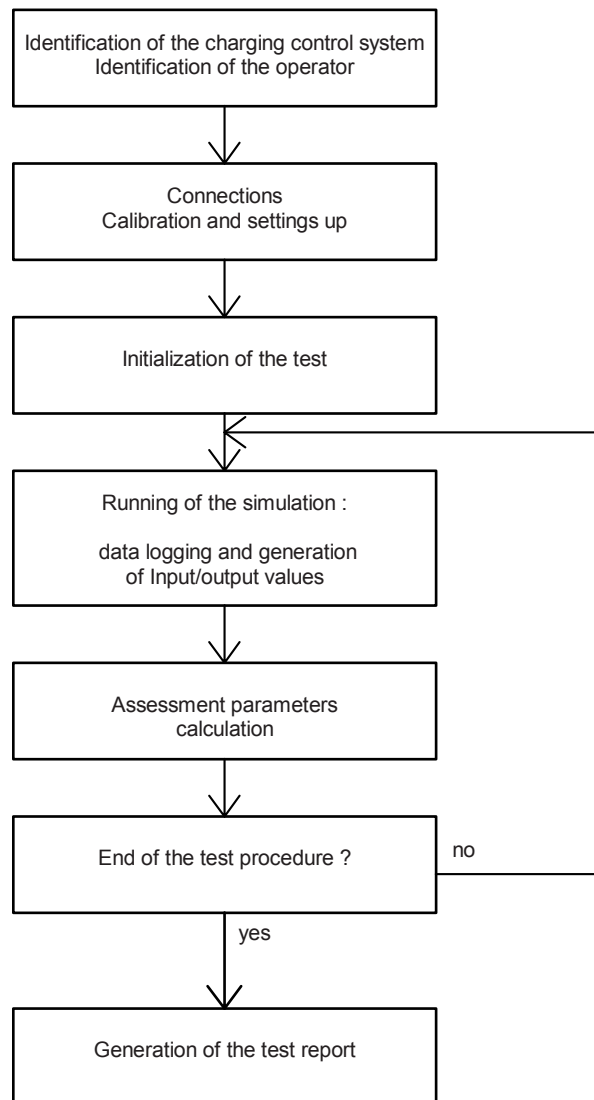 Identification of the charging control system
Identification of the operator
Connections
Calibration and settings up
Initialization of the test
Running of the simulation :
data logging and generation
of Input/output values
Assessment parameters
calculation
End of the test procedure ?
no
yes
Generation of the test report